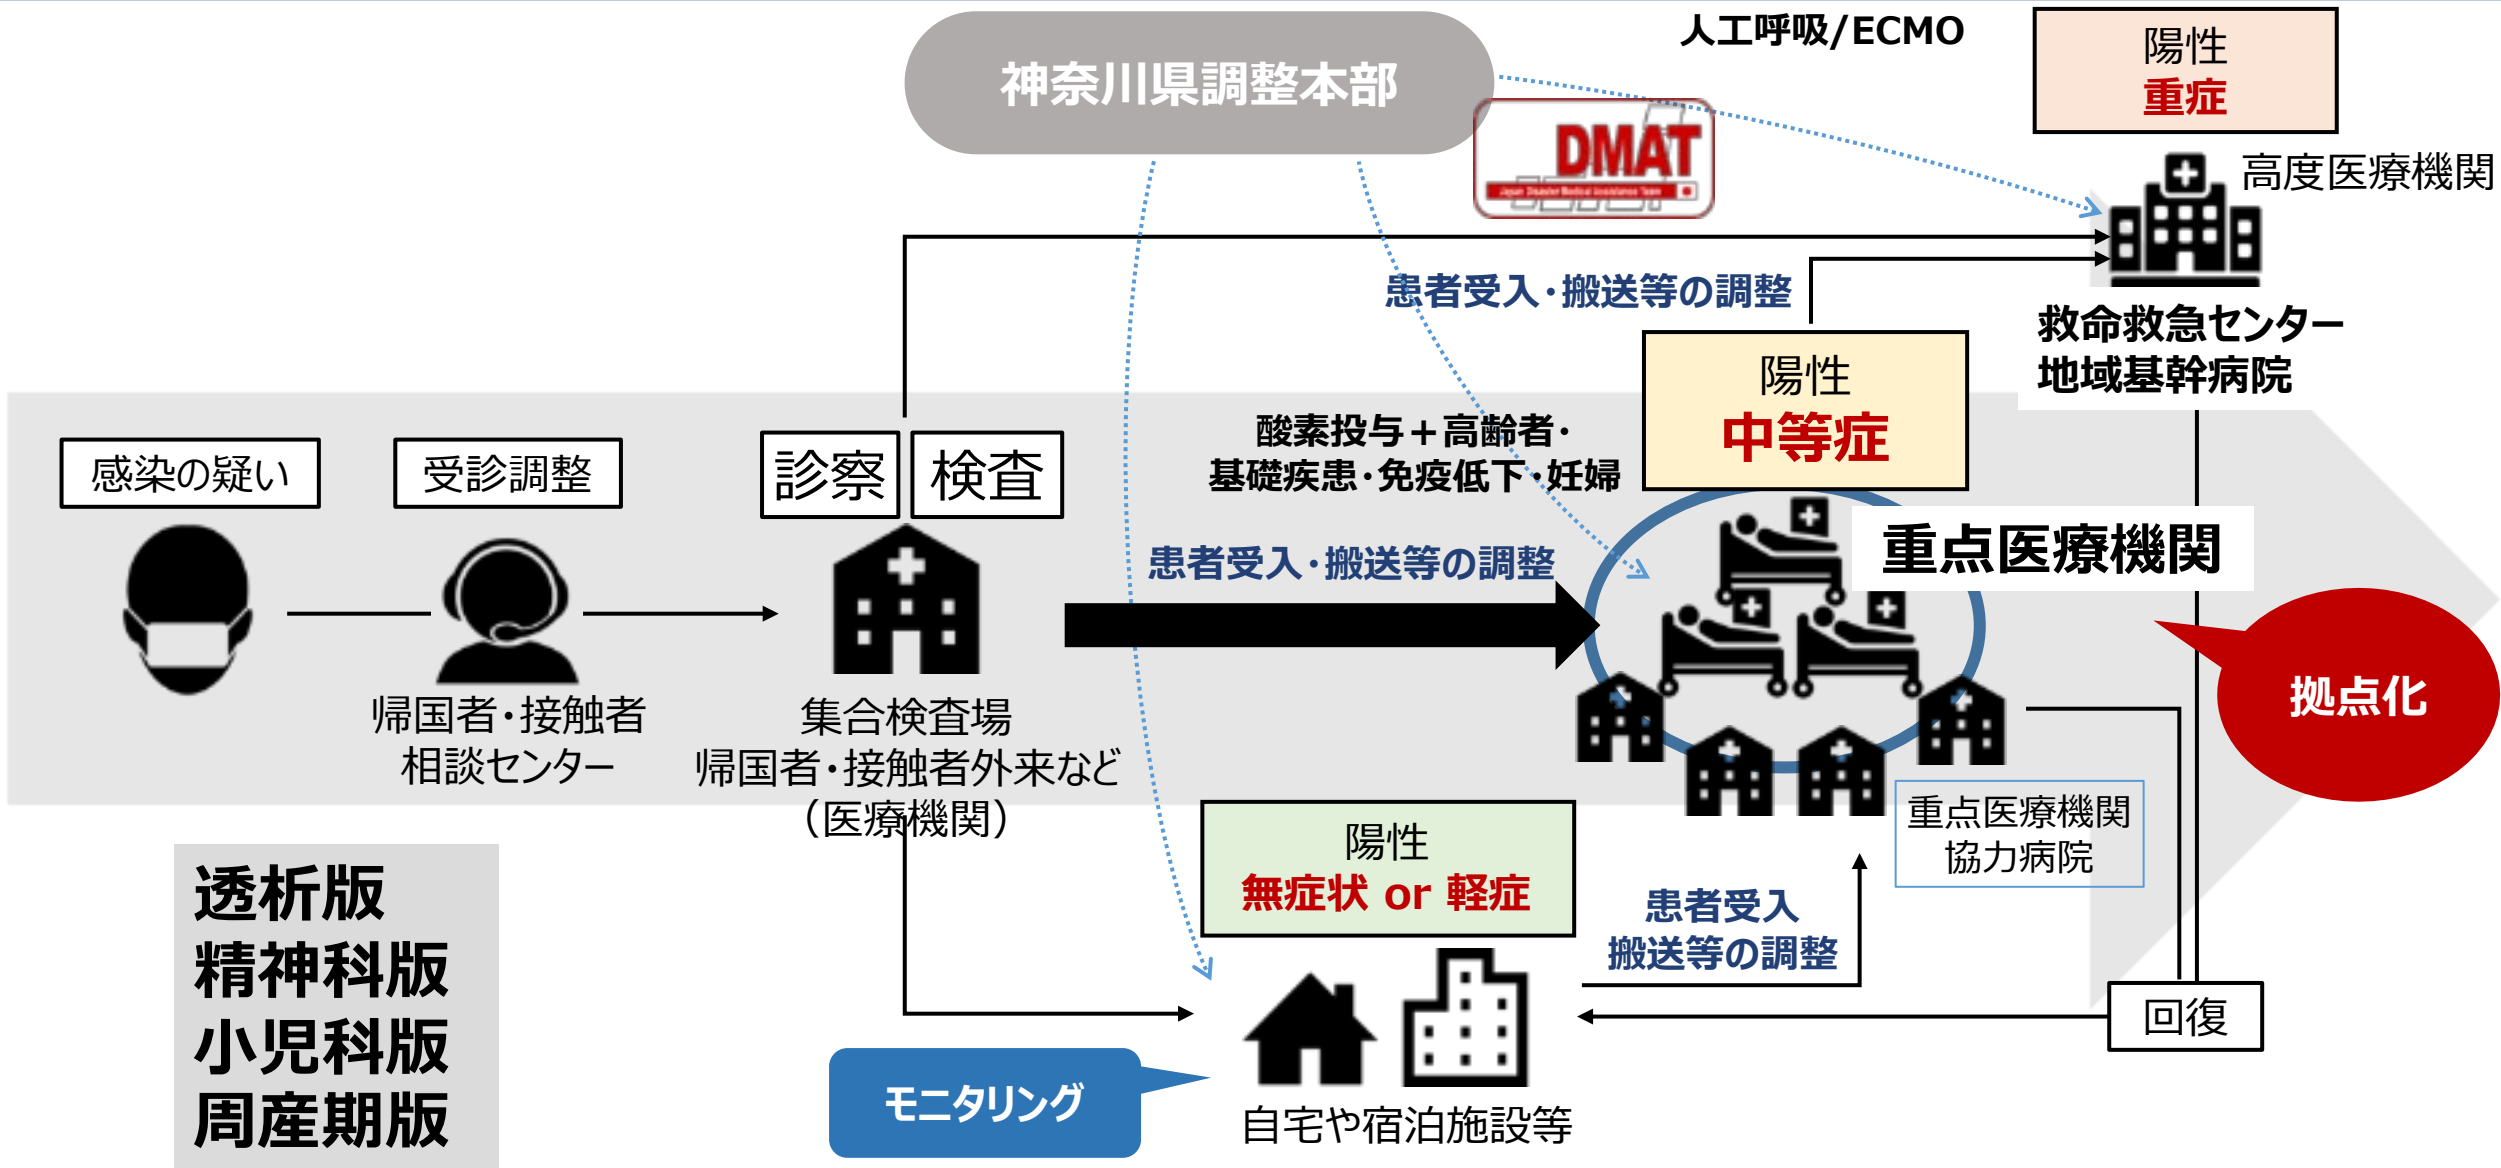 人工呼吸/ECMO
陽性
重症
神奈川県調整本部
DMAT
Japan Disaster Medical Assistance Team
高度医療機関
患者受入・搬送等の調整
救命救急センター
地域基幹病院
陽性
中等症
酸素投与＋高齢者・
基礎疾患・免疫低下・妊婦
感染の疑い
受診調整
診察
検査
患者受入・搬送等の調整
重点医療機関
拠点化
帰国者・接触者
相談センター
集合検査場
帰国者・接触者外来など
（医療機関）
重点医療機関
協力病院
陽性
無症状 or 軽症
患者受入
搬送等の調整
透析版
精神科版
小児科版
周産期版
回復
モニタリング
自宅や宿泊施設等